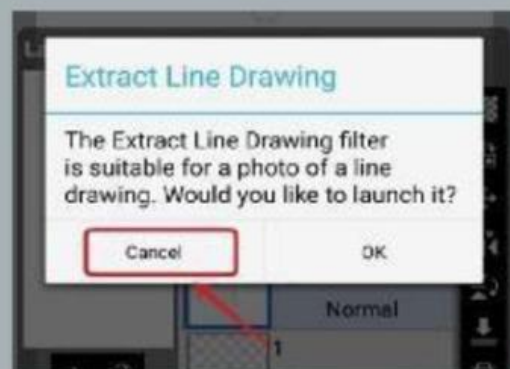 Extract Line Drawing
The Extract Line Drawing filter
is suitable for a photo of a line
drawing. Would you like to launch it?
Cancel
OK
Normal
1